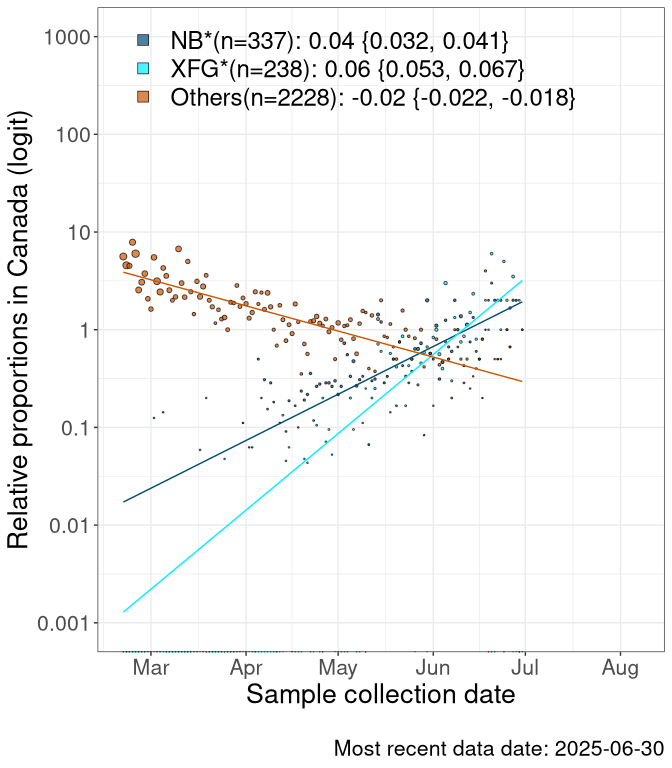 NB*(n=337): 0.04 {0.032, 0.041}
XFG*(n=238): 0.06 {0.053, 0.067}
Others(n=2228): -0.02 {-0.022, -0.018}
Relative proportions in Canada (logit)
1000
100
10
1
0.1
0.01
0.001
Mar Apr May Jun Jul Aug
Sample collection date
Most recent data date: 2025-06-30